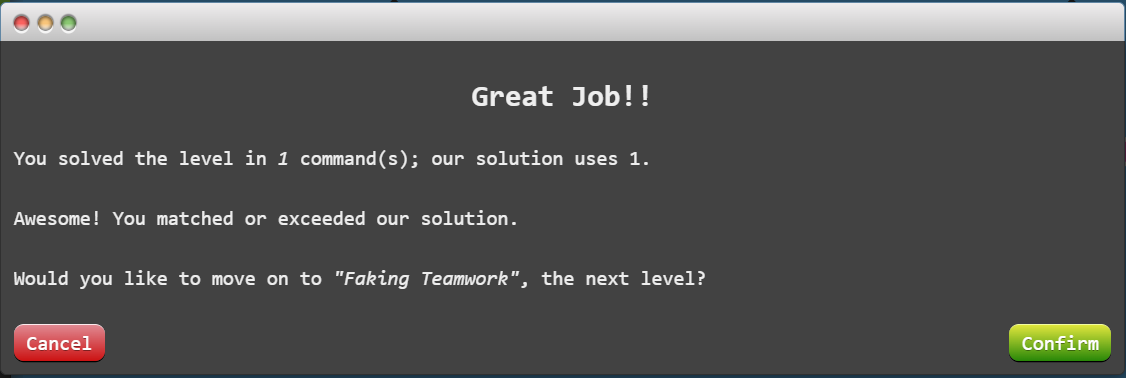 Great Job!!
You solved the level in 1 command(s); our solution uses 1.
Awesome! You matched or exceeded our solution.
Would you like to move on to "Faking Teamwork", the next level?
Cancel
Confirm